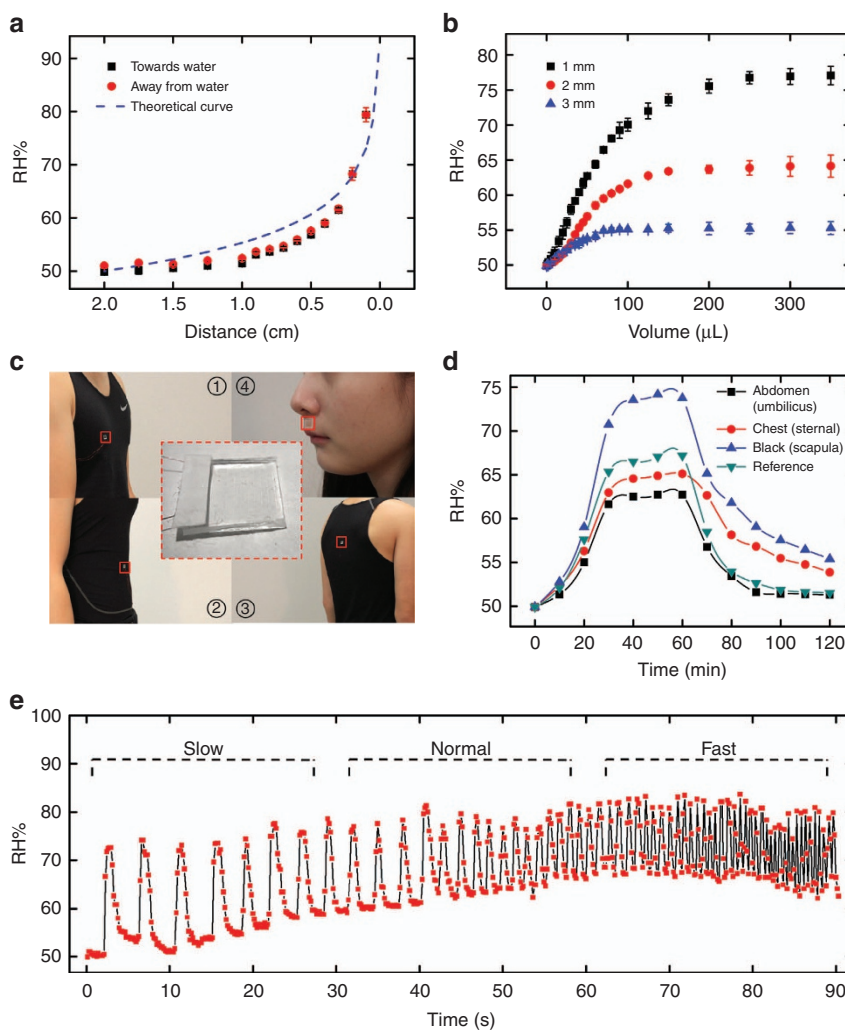 a
90
80
70
60
50
RH%
2.0 1.5 1.0 0.5 0.0
Distance (cm)
Towards water
Away from water
Theoretical curve
b
80
75
70
65
60
55
50
RH%
0 100 200 300
Volume (μL)
1 mm
2 mm
3 mm
c
① ④
② ③
d
75
70
65
60
55
50
RH%
0 20 40 60 80 100 120
Time (min)
Abdomen
(umbilicus)
Chest (sternal)
Black (scapula)
Reference
e
100
90
80
70
60
50
RH%
Slow Normal Fast
0 10 20 30 40 50 60 70 80 90
Time (s)